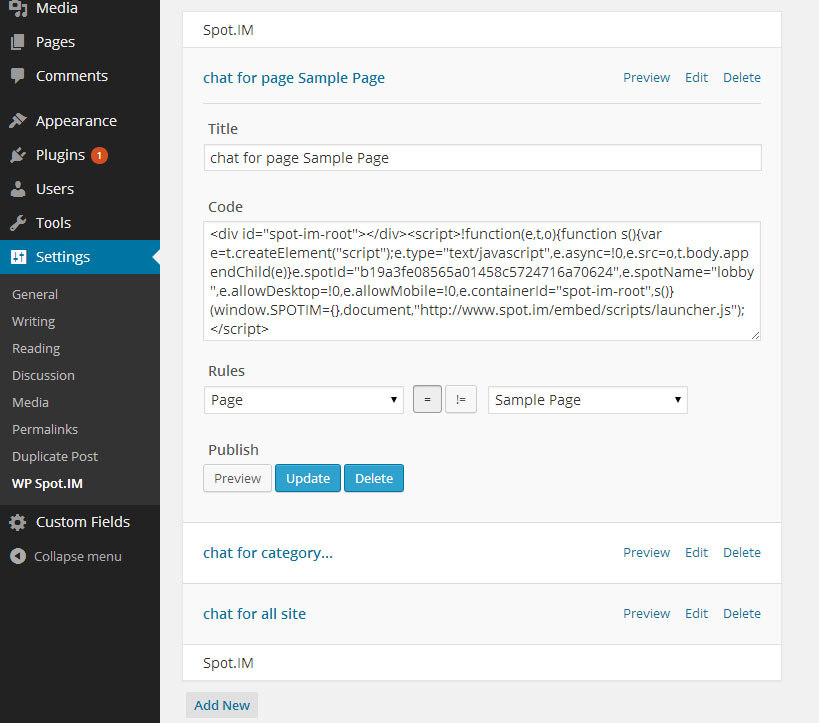 Media
Pages
Comments
Appearance
Plugins 1
Users
Tools
Settings
General
Writing
Reading
Discussion
Media
Permalinks
Duplicate Post
WP Spot.IM
Custom Fields
Collapse menu
Spot.IM
chat for page Sample Page Preview Edit Delete
Title
chat for page Sample Page
Code
<div id="spot-im-root"></div><script>!function(e,t,o){function s(){var
e=t.createElement("script");e.type="text/javascript",e.async=!0,e.src=o,t.body.app
endChild(e)}e.spotId="b19a3fe08565a01458c5724716a70624",e.spotName="lobby
",e.allowDesktop=!0,e.allowMobile=!0,e.containerId="spot-im-root",s()}
(window.SPOTIM={},document,"http://www.spot.im/embed/scripts/launcher.js");
</script>
Rules
Page = != Sample Page
Publish
Preview Update Delete
chat for category... Preview Edit Delete
chat for all site Preview Edit Delete
Spot.IM
Add New